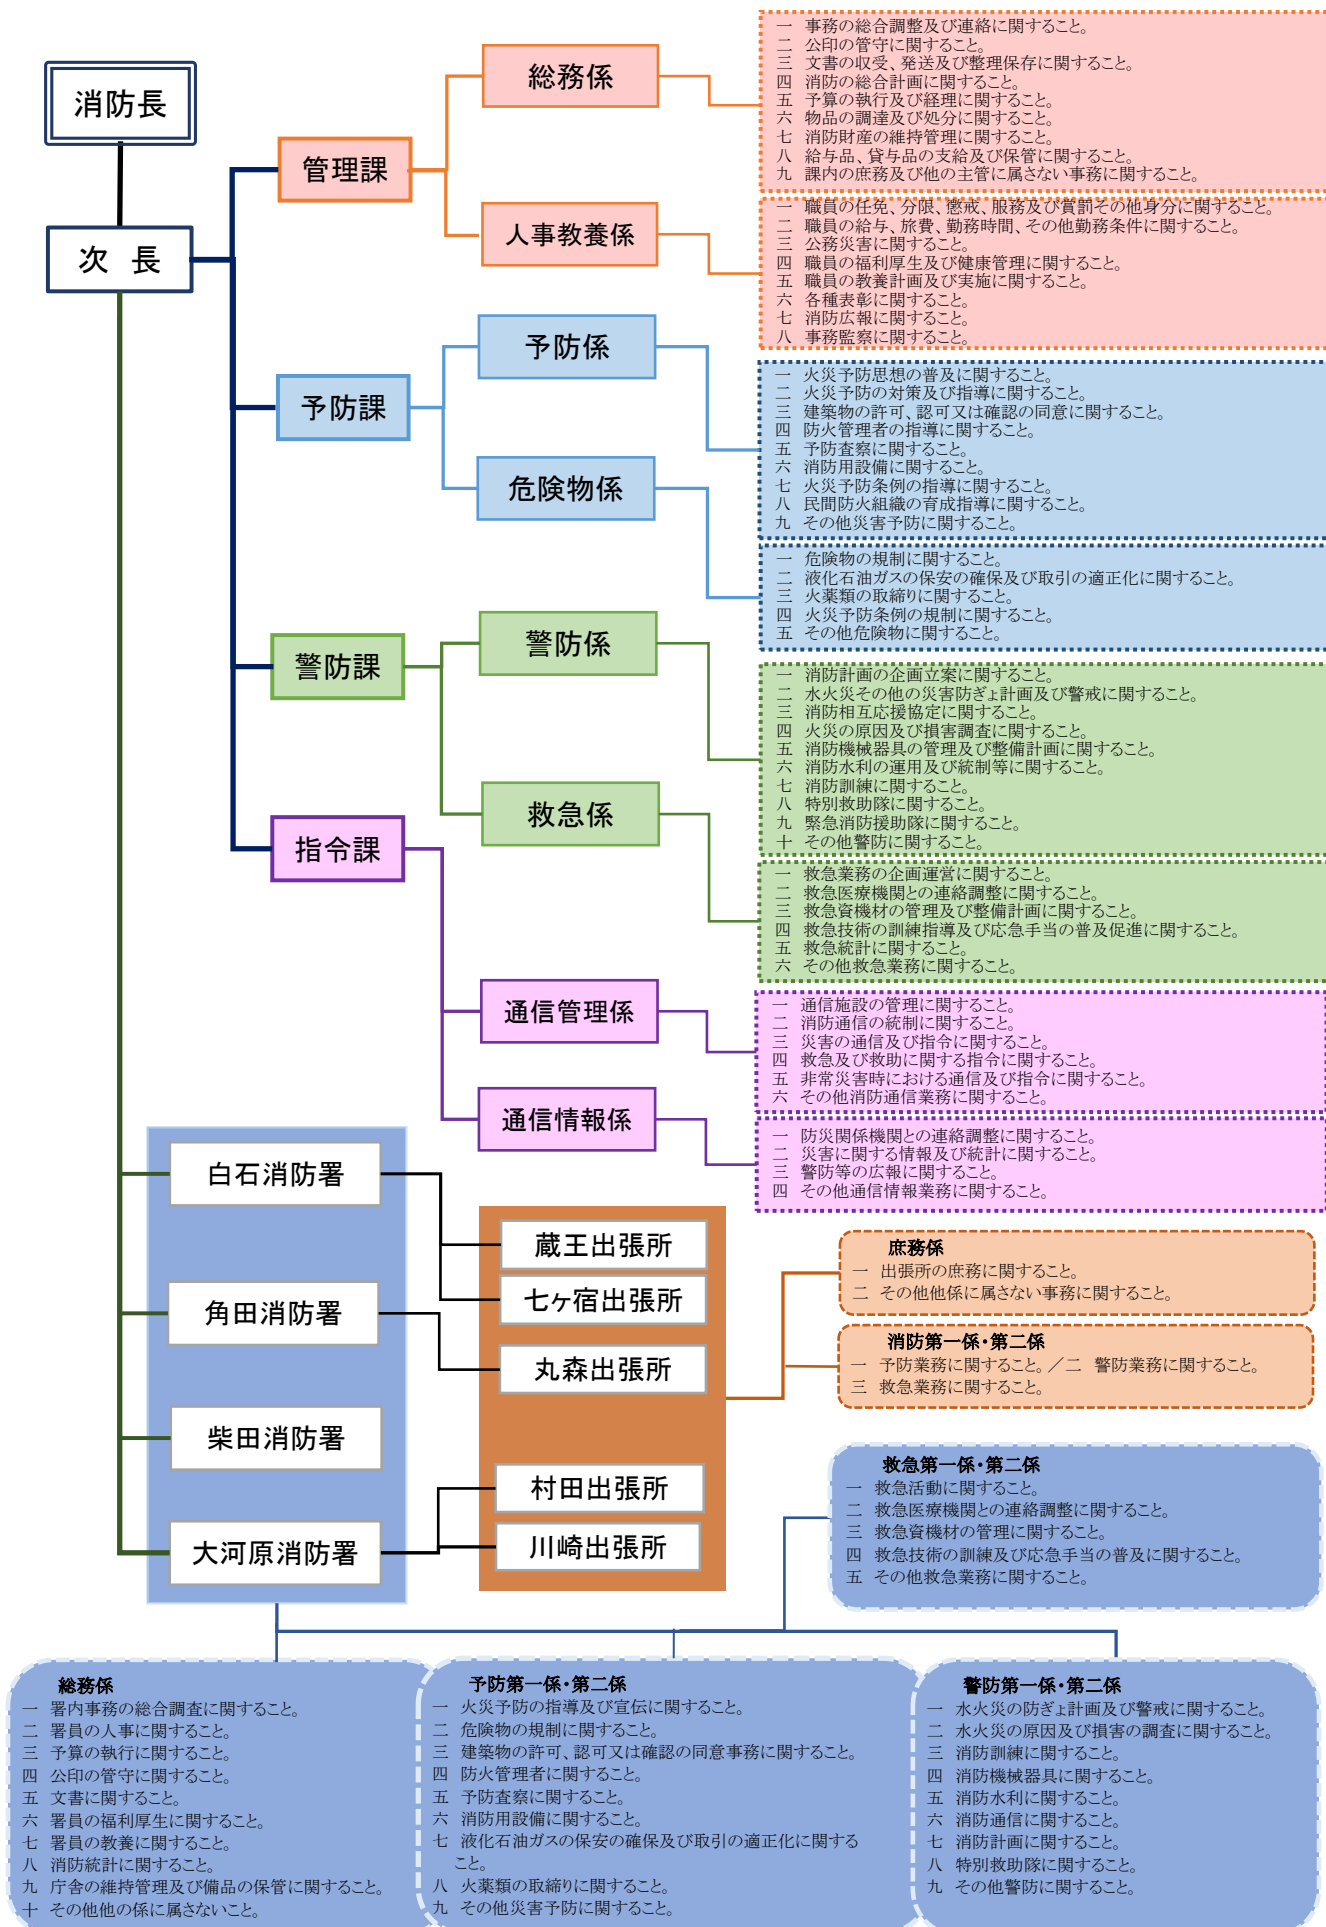 消防長
次　長
管理課
総務係
一　事務の総合調整及び連絡に関すること。
二　公印の管守に関すること。
三　文書の収受、発送及び整理保存に関すること。
四　消防の総合計画に関すること。
五　予算の執行及び経理に関すること。
六　物品の調達及び処分に関すること。
七　消防財産の維持管理に関すること。
八　給与品、貸与品の支給及び保管に関すること。
九　課内の庶務及び他の主管に属さない事務に関すること。
人事教養係
一　職員の任免、分限、懲戒、服務及び賞罰その他身分に関すること。
二　職員の給与、旅費、勤務時間、その他勤務条件に関すること。
三　公務災害に関すること。
四　職員の福利厚生及び健康管理に関すること。
五　職員の教養計画及び実施に関すること。
六　各種表彰に関すること。
七　消防広報に関すること。
八　事務監察に関すること。
予防課
予防係
一　火災予防思想の普及に関すること。
二　火災予防の対策及び指導に関すること。
三　建築物の許可、認可又は確認の同意に関すること。
四　防火管理者の指導に関すること。
五　予防査察に関すること。
六　消防用設備に関すること。
七　火災予防条例の指導に関すること。
八　民間防火組織の育成指導に関すること。
九　その他災害予防に関すること。
危険物係
一　危険物の規制に関すること。
二　液化石油ガスの保安の確保及び取引の適正化に関すること。
三　火薬類の取締りに関すること。
四　火災予防条例の規制に関すること。
五　その他危険物に関すること。
警防課
警防係
一　消防計画の企画立案に関すること。
二　水火災その他の災害防ぎょ計画及び警戒に関すること。
三　消防相互応援協定に関すること。
四　火災の原因及び損害調査に関すること。
五　消防機械器具の管理及び整備計画に関すること。
六　消防水利の運用及び統制等に関すること。
七　消防訓練に関すること。
八　特別救助隊に関すること。
九　緊急消防援助隊に関すること。
十　その他警防に関すること。
救急係
一　救急業務の企画運営に関すること。
二　救急医療機関との連絡調整に関すること。
三　救急資機材の管理及び整備計画に関すること。
四　救急技術の訓練指導及び応急手当の普及促進に関すること。
五　救急統計に関すること。
六　その他救急業務に関すること。
指令課
通信管理係
一　通信施設の管理に関すること。
二　消防通信の統制に関すること。
三　災害の通信及び指令に関すること。
四　救急及び救助に関する指令に関すること。
五　非常災害時における通信及び指令に関すること。
六　その他消防通信業務に関すること。
通信情報係
一　防災関係機関との連絡調整に関すること。
二　災害に関する情報及び統計に関すること。
三　警防等の広報に関すること。
四　その他通信情報業務に関すること。
白石消防署
角田消防署
柴田消防署
大河原消防署
蔵王出張所
七ヶ宿出張所
丸森出張所
村田出張所
川崎出張所
庶務係
一　出張所の庶務に関すること。
二　その他他係に属さない事務に関すること。
消防第一係・第二係
一　予防業務に関すること。／二　警防業務に関すること。
三　救急業務に関すること。
救急第一係・第二係
一　救急活動に関すること。
二　救急医療機関との連絡調整に関すること。
三　救急資機材の管理に関すること。
四　救急技術の訓練及び応急手当の普及に関すること。
五　その他救急業務に関すること。
総務係
一　署内事務の総合調査に関すること。
二　署員の人事に関すること。
三　予算の執行に関すること。
四　公印の管守に関すること。
五　文書に関すること。
六　署員の福利厚生に関すること。
七　署員の教養に関すること。
八　消防統計に関すること。
九　庁舎の維持管理及び備品の保管に関すること。
十　その他他の係に属さないこと。
予防第一係・第二係
一　火災予防の指導及び宣伝に関すること。
二　危険物の規制に関すること。
三　建築物の許可、認可又は確認の同意事務に関すること。
四　防火管理者に関すること。
五　予防査察に関すること。
六　消防用設備に関すること。
七　液化石油ガスの保安の確保及び取引の適正化に関する
こと。
八　火薬類の取締りに関すること。
九　その他災害予防に関すること。
警防第一係・第二係
一　水火災の防ぎょ計画及び警戒に関すること。
二　水火災の原因及び損害の調査に関すること。
三　消防訓練に関すること。
四　消防機械器具に関すること。
五　消防水利に関すること。
六　消防通信に関すること。
七　消防計画に関すること。
八　特別救助隊に関すること。
九　その他警防に関すること。